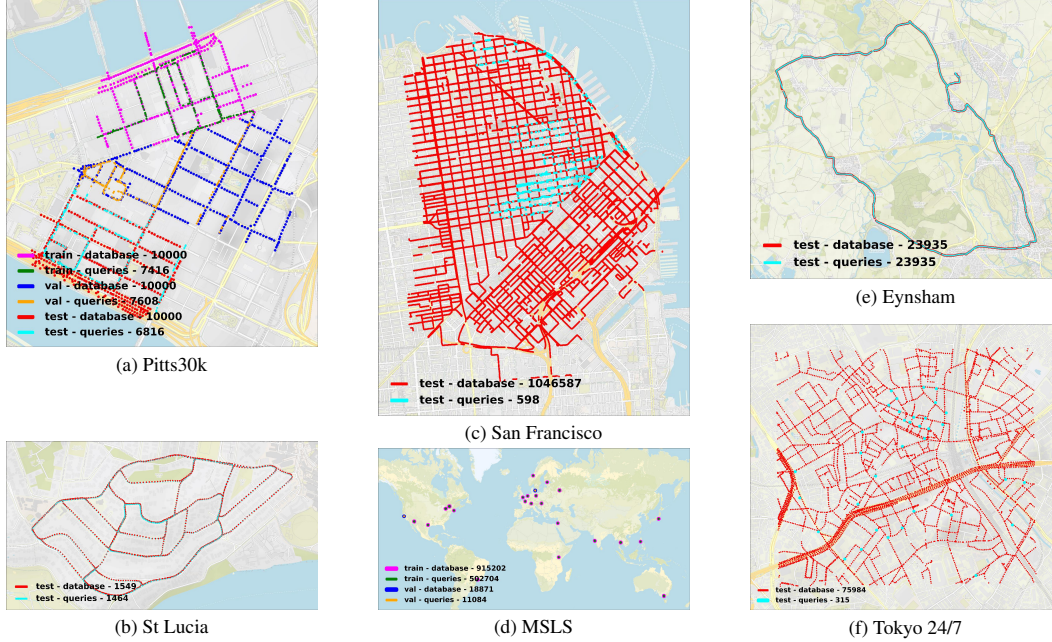 train - database - 10000
train - queries - 7416
val - database - 10000
val - queries - 7608
test - database - 10000
test - queries - 6816
(a) Pitts30k
test - database - 1549
test - queries - 1464
(b) St Lucia
test - database - 1046587
test - queries - 598
(c) San Francisco
train - database - 915202
train - queries - 502704
val - database - 18871
val - queries - 11084
(d) MSLS
test - database - 23935
test - queries - 23935
(e) Eynsham
test - database - 75984
test - queries - 315
(f) Tokyo 24/7